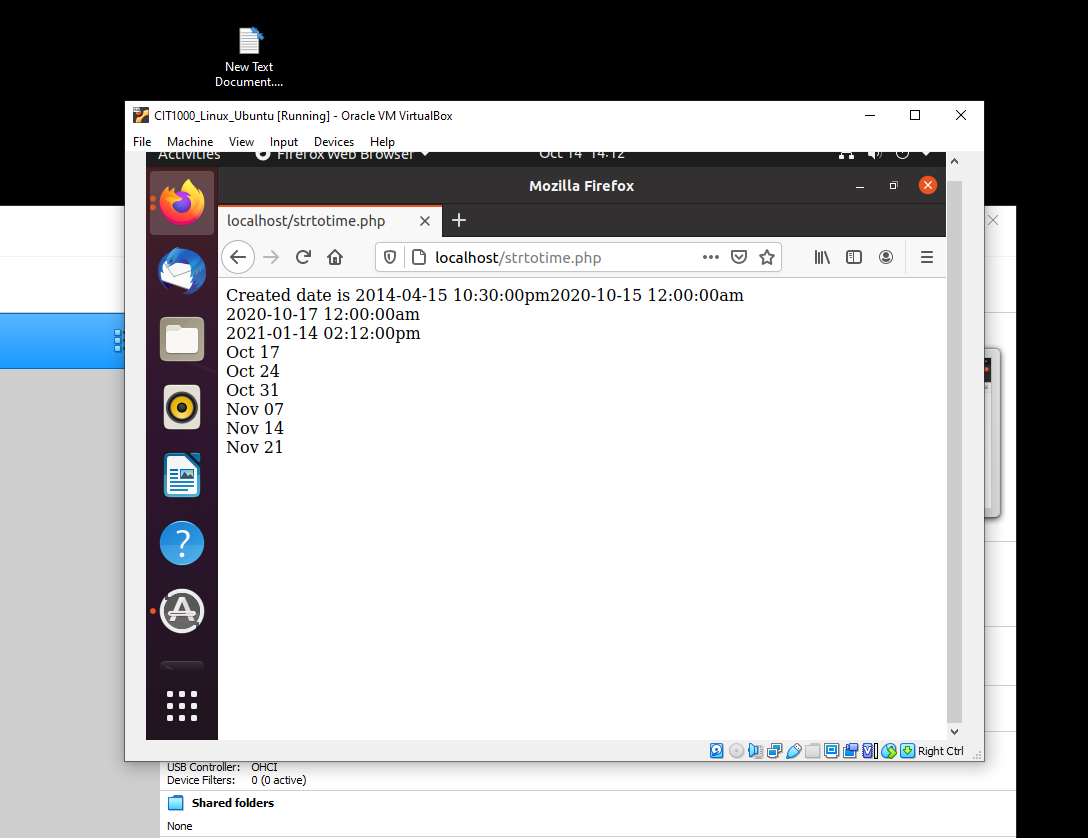 New Text
Document....
CIT1000_Linux_Ubuntu [Running] - Oracle VM VirtualBox
File Machine View Input Devices Help
Activities Firefox Web Browser Oct 14 14:12
Mozilla Firefox
localhost/strtotime.php
localhost/strtotime.php
Created date is 2014-04-15 10:30:00pm2020-10-15 12:00:00am
2020-10-17 12:00:00am
2021-01-14 02:12:00pm
Oct 17
Oct 24
Oct 31
Nov 07
Nov 14
Nov 21
Right Ctrl
USB Controller: OHCI
Device Filters: 0 (0 active)
Shared folders
None